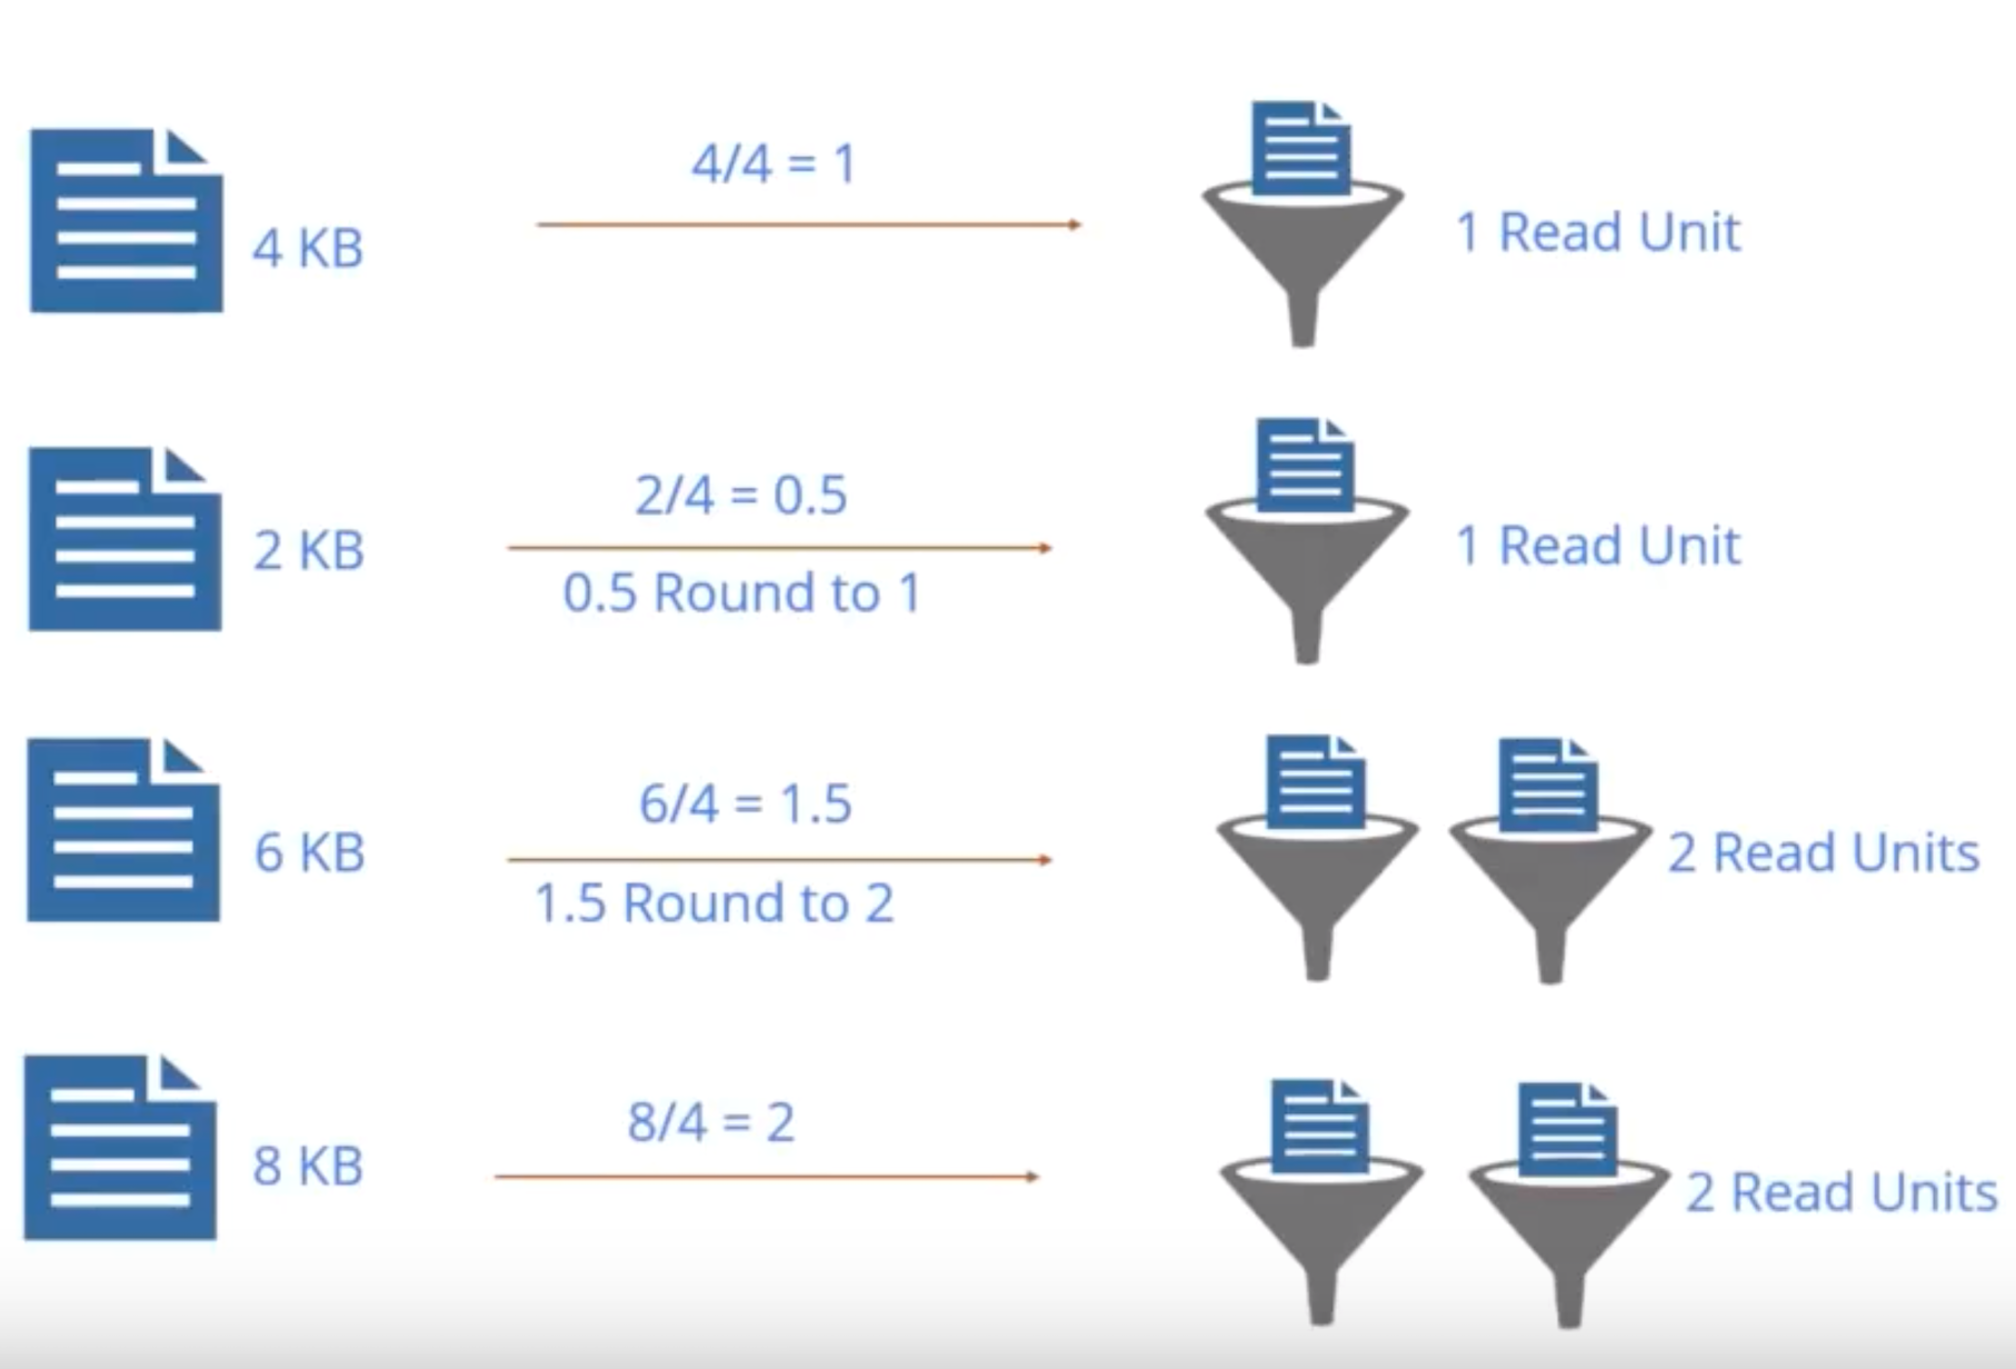 4 KB
4/4 = 1
1 Read Unit
2 KB
2/4 = 0.5
0.5 Round to 1
1 Read Unit
6 KB
6/4 = 1.5
1.5 Round to 2
2 Read Units
8 KB
8/4 = 2
2 Read Units